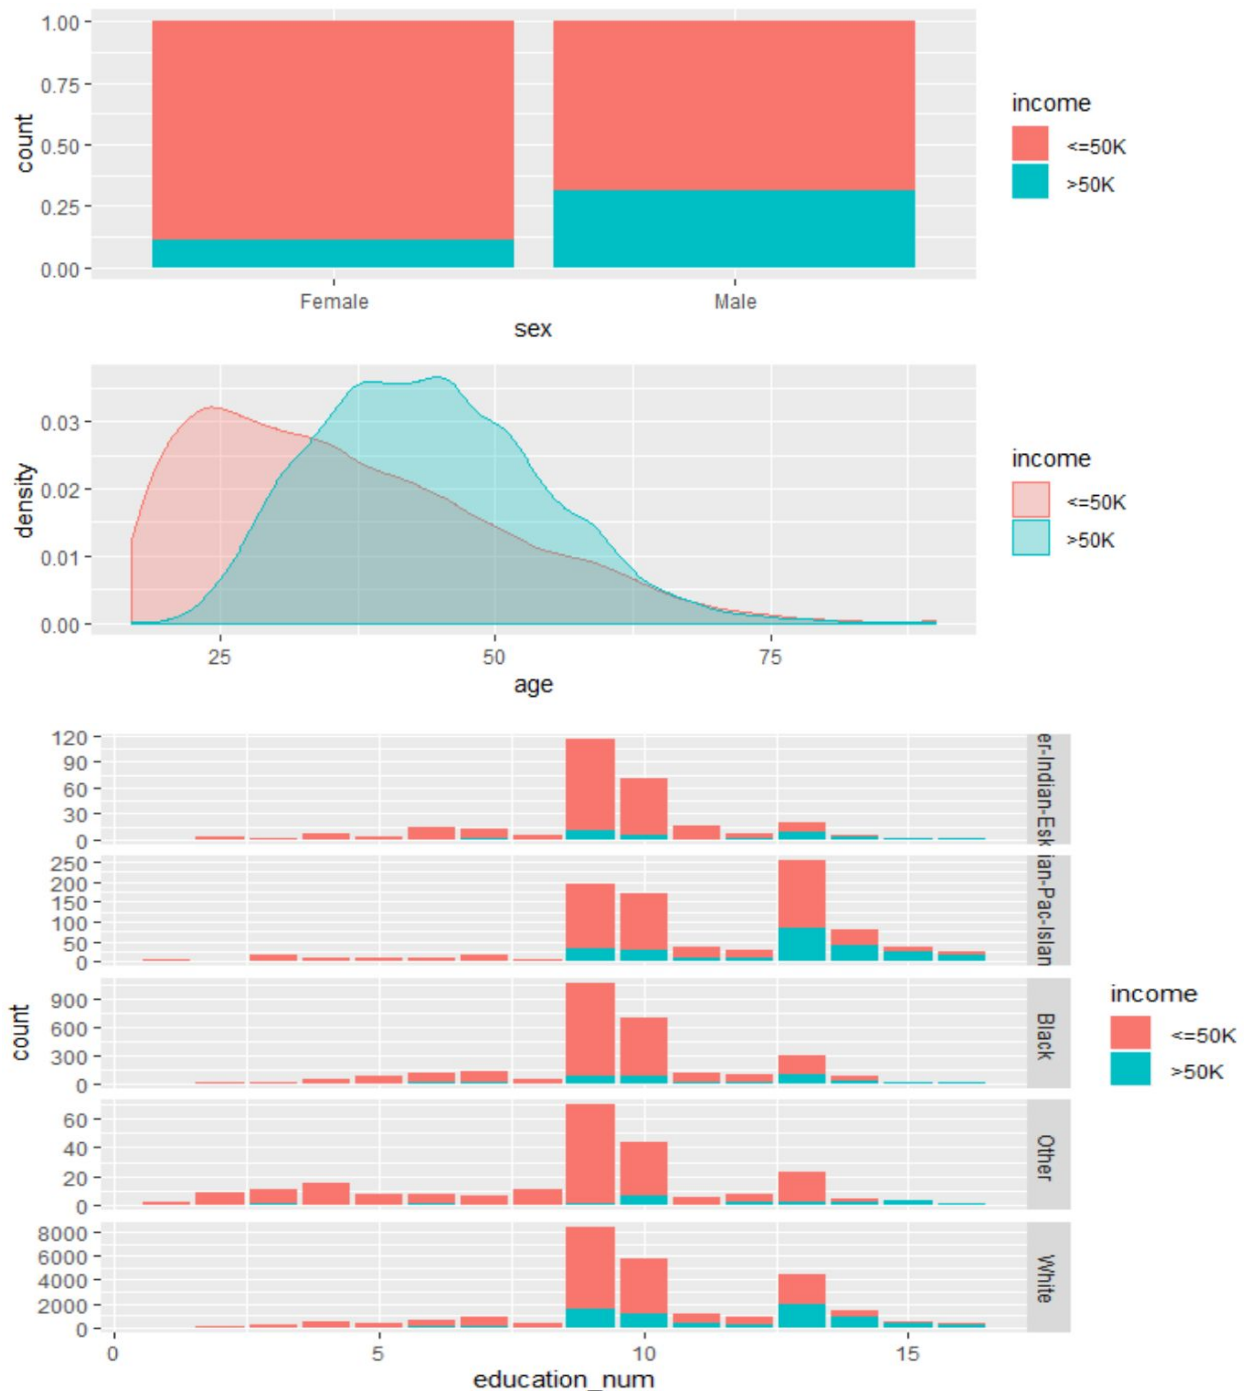 1.00
0.75
0.50
0.25
0.00
count
Female
Male
sex
income
<=50K
>50K
0.03
0.02
0.01
0.00
density
25
50
75
age
income
<=50K
>50K
120
90
60
30
0
er-Indian-Esk
250
200
150
100
50
0
ian-Pac-Islan
900
600
300
0
Black
count
60
40
20
0
Other
8000
6000
4000
2000
0
White
0
5
10
15
education_num
income
<=50K
>50K